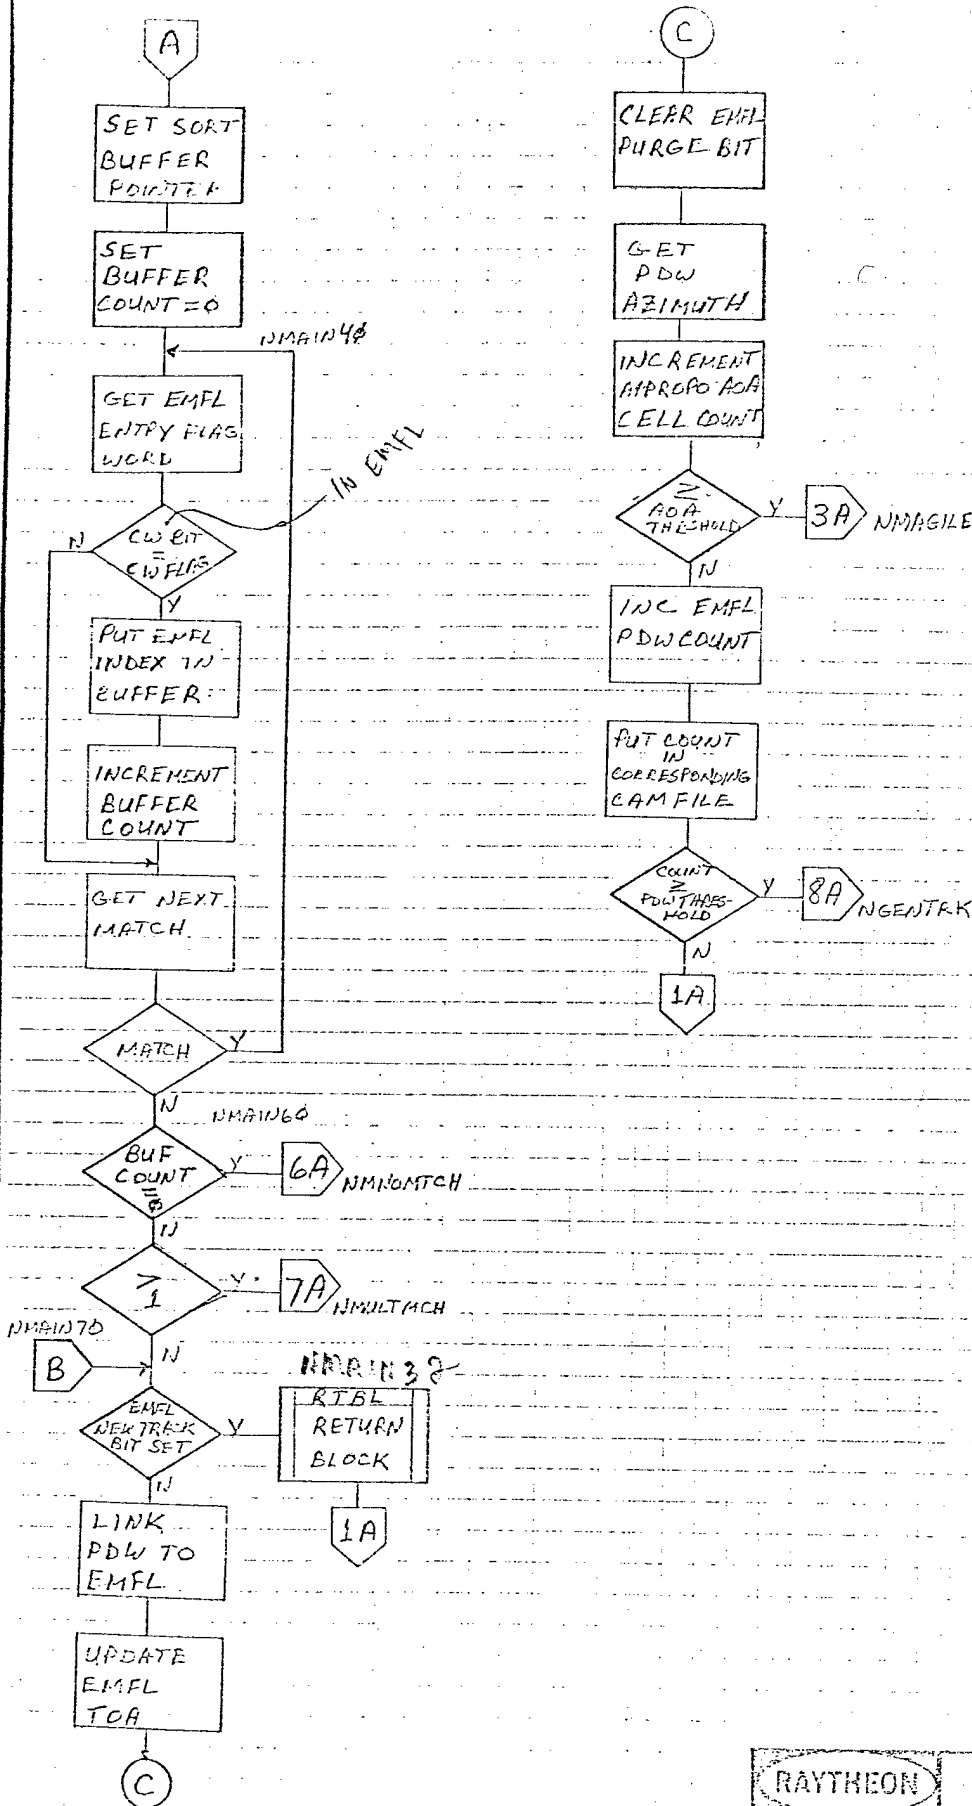 A
SET SORT
BUFFER
POINTER
SET
BUFFER
COUNT = 0
NMAIN40
GET EMFL
ENTRY FLAG
WORD
IN EMFL
CW BIT
=
CW FLAG
N
Y
PUT EMFL
INDEX IN
BUFFER
INCREMENT
BUFFER
COUNT
GET NEXT
MATCH
MATCH
Y
N
NMAIN60
BUF
COUNT
=0
Y
6A
NMNOMTCH
N
>
1
Y
7A
NMULTMCH
NMAIN70
B
N
EMFL
NEW TRACK
BIT SET
Y
NMAIN32
RTBL
RETURN
BLOCK
1A
N
LINK
PDW TO
EMFL
UPDATE
EMFL
TOA
C
C
CLEAR EMFL
PURGE BIT
GET
PDW
AZIMUTH
INCREMENT
APPROPO AOA
CELL COUNT
≥
AOA
THRESHOLD
Y
3A
NMAGILE
N
INC EMFL
PDW COUNT
PUT COUNT
IN
CORRESPONDING
CAM FILE
COUNT
≥
PDW THRES-
HOLD
Y
8A
NGENTRK
N
1A
RAYTHEON